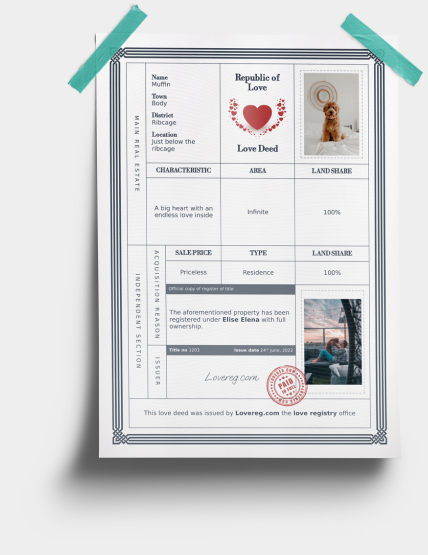 MAIN REAL ESTATE
Name
Muffin
Town
Body
District
Ribcage
Location
Just below the
ribcage
Republic of
Love
Love Deed
CHARACTERISTIC AREA LAND SHARE
A big heart with an
endless love inside
Infinite
100%
INDEPENDENT SECTION
ACQUISITION REASON
SALE PRICE TYPE LAND SHARE
Priceless Residence 100%
Official copy of register of title
The aforementioned property has been
registered under Elise Elena with full
ownership.
ISSUER
Title no 1103 Issue date 24th June, 2022
Lovereg.com
PAID
IN FULL
This love deed was issued by Lovereg.com the love registry office